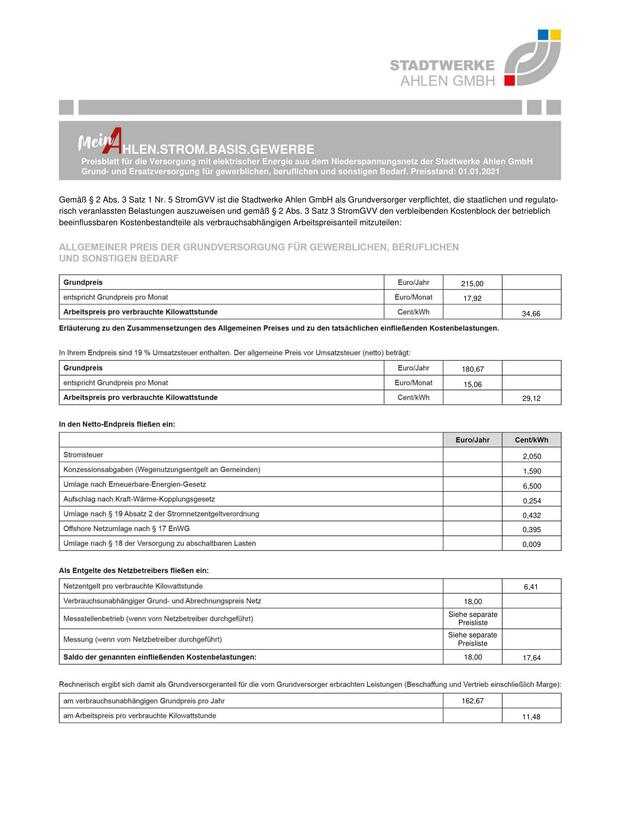 STADTWERKE
AHLEN GMBH
MeinAHLEN.STROM.BASIS.GEWERBE
Preisblatt für die Versorgung mit elektrischer Energie aus dem Niederspannungsnetz der Stadtwerke Ahlen GmbH
Grund- und Ersatzversorgung für gewerblichen, beruflichen und sonstigen Bedarf. Preisstand: 01.01.2021
Gemäß § 2 Abs. 3 Satz 1 Nr. 5 StromGVV ist die Stadtwerke Ahlen GmbH als Grundversorger verpflichtet, die staatlichen und regulato-
risch veranlassten Belastungen auszuweisen und gemäß § 2 Abs. 3 Satz 3 StromGVV den verbleibenden Kostenblock der betrieblich
beeinflussbaren Kostenbestandteile als verbrauchsabhängigen Arbeitspreisanteil mitzuteilen:
ALLGEMEINER PREIS DER GRUNDVERSORGUNG FÜR GEWERBLICHEN, BERUFLICHEN
UND SONSTIGEN BEDARF
Grundpreis Euro/Jahr 215,00
entspricht Grundpreis pro Monat Euro/Monat 17,92
Arbeitspreis pro verbrauchte Kilowattstunde Cent/kWh 34,66
Erläuterung zu den Zusammensetzungen des Allgemeinen Preises und zu den tatsächlichen einfließenden Kostenbelastungen.
In Ihrem Endpreis sind 19 % Umsatzsteuer enthalten. Der allgemeine Preis vor Umsatzsteuer (netto) beträgt:
Grundpreis Euro/Jahr 180,67
entspricht Grundpreis pro Monat Euro/Monat 15,06
Arbeitspreis pro verbrauchte Kilowattstunde Cent/kWh 29,12
In den Netto-Endpreis fließen ein:
Euro/Jahr Cent/kWh
Stromsteuer 2,050
Konzessionsabgaben (Wegenutzungsentgelt an Gemeinden) 1,590
Umlage nach Erneuerbare-Energien-Gesetz 6,500
Aufschlag nach Kraft-Wärme-Kopplungsgesetz 0,254
Umlage nach § 19 Absatz 2 der Stromnetzentgeltverordnung 0,432
Offshore Netzumlage nach § 17 EnWG 0,395
Umlage nach § 18 der Versorgung zu abschaltbaren Lasten 0,009
Als Entgelte des Netzbetreibers fließen ein:
Netzentgelt pro verbrauchte Kilowattstunde 6,41
Verbrauchsunabhängiger Grund- und Abrechnungspreis Netz 18,00
Messstellenbetrieb (wenn vom Netzbetreiber durchgeführt) Siehe separate
Preisliste
Messung (wenn vom Netzbetreiber durchgeführt) Siehe separate
Preisliste
Saldo der genannten einfließenden Kostenbelastungen: 18,00 17,64
Rechnerisch ergibt sich damit als Grundversorgeranteil für die vom Grundversorger erbrachten Leistungen (Beschaffung und Vertrieb einschließlich Marge):
am verbrauchsunabhängigen Grundpreis pro Jahr 162,67
am Arbeitspreis pro verbrauchte Kilowattstunde 11,48